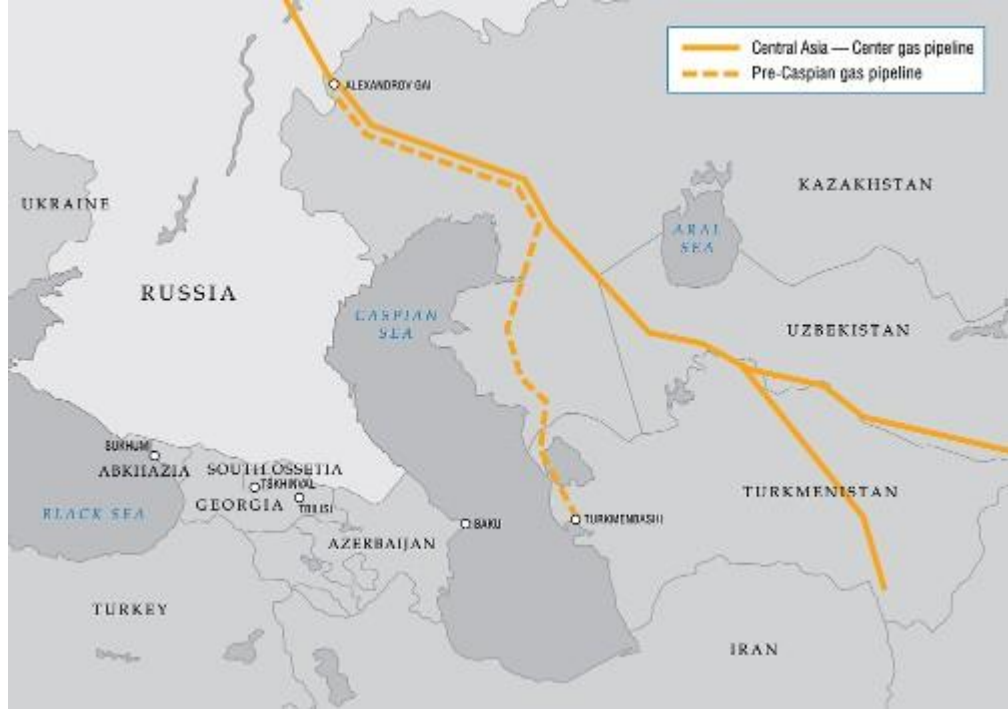 Central Asia — Center gas pipeline
Pre-Caspian gas pipeline
ALEXANDROV GAI
KAZAKHSTAN
UKRAINE
ARAL
SEA
RUSSIA
CASPIAN
SEA
UZBEKISTAN
SUKHUMI
ABKHAZIA
SOUTH OSSETIA
TSKHINVAL
TURKMENISTAN
GEORGIA
TBILISI
BLACK SEA
BAKU
TURKMENBASHI
AZERBAIJAN
TURKEY
IRAN